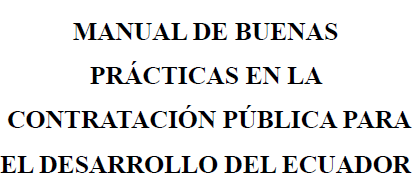 MANUAL DE BUENAS
PRÁCTICAS EN LA
CONTRATACIÓN PÚBLICA PARA
EL DESARROLLO DEL ECUADOR